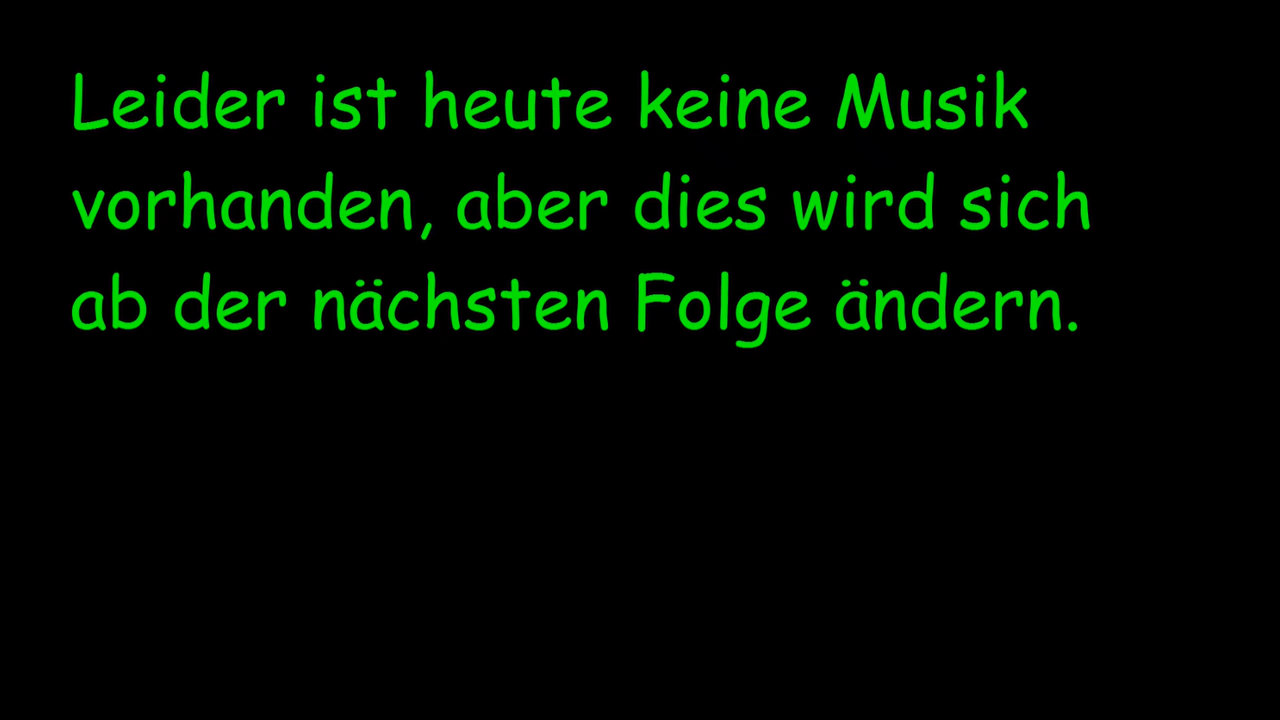 Leider ist heute keine Musik
vorhanden, aber dies wird sich
ab der nächsten Folge ändern.